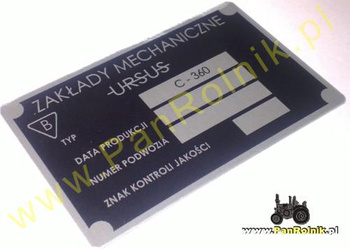 ZAKŁADY MECHANICZNE
URSUS
B
TYP C-360
DATA PRODUKCJI
NUMER PODWOZIA
ZNAK KONTROLI JAKOŚCI
www.PanRolnik.pl
www.PanRolnik.pl